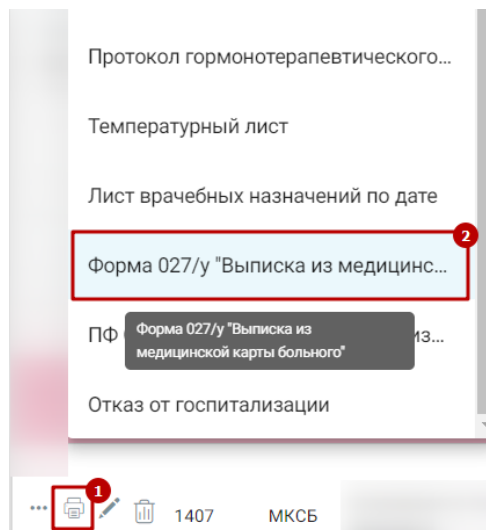 Протокол гормонотерапевтического...
Температурный лист
Лист врачебных назначений по дате
2
Форма 027/у "Выписка из медицинс...
ПФ
из...
Форма 027/у "Выписка из
медицинской карты больного"
Отказ от госпитализации
1
... 1407 МКСБ